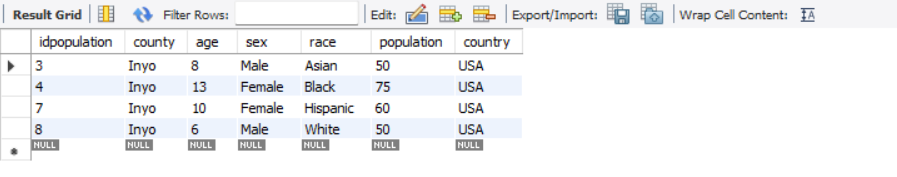 Result Grid Filter Rows: Edit: Export/Import: Wrap Cell Content: IA
idpopulation county age sex race population country
3 Inyo 8 Male Asian 50 USA
4 Inyo 13 Female Black 75 USA
7 Inyo 10 Female Hispanic 60 USA
8 Inyo 6 Male White 50 USA
NULL NULL NULL NULL NULL NULL NULL